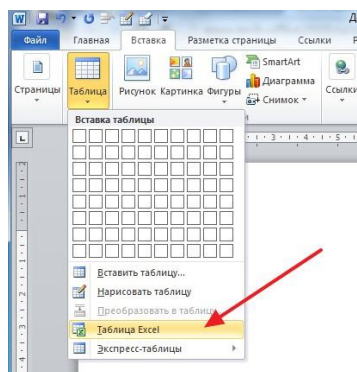 Д
Файл Главная Вставка Разметка страницы Ссылки Р
Страницы Таблица Рисунок Картинка Фигуры SmartArt Диаграмма Снимок Ссылки
Вставка таблицы
Вставить таблицу...
Нарисовать таблицу
Преобразовать в таблицу
Таблица Excel
Экспресс-таблицы